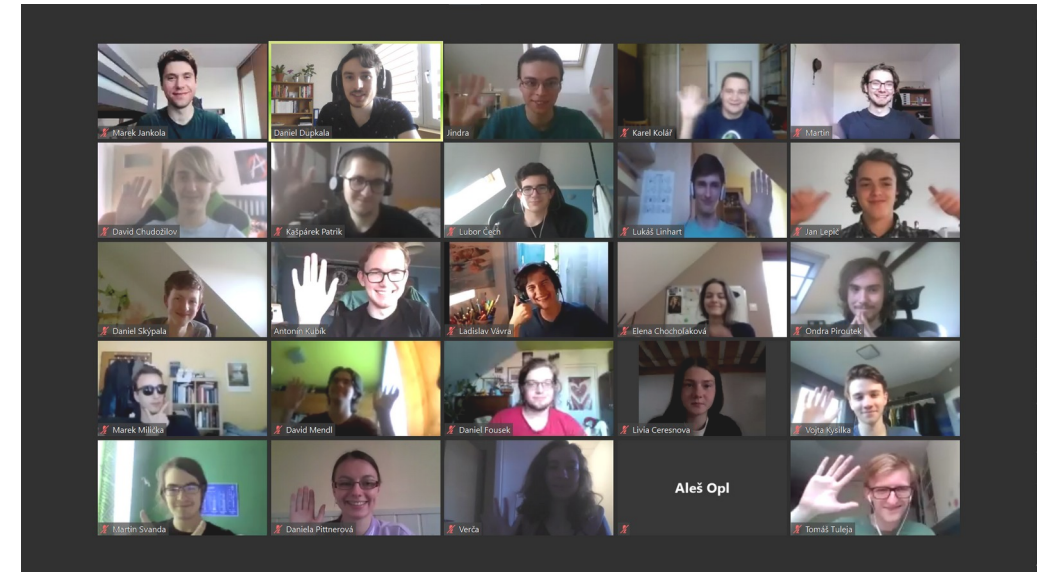 Marek Jankola
Daniel Dupkala
Jindra
Karel Kolář
Martin
David Chudožilov
Kašpárek Patrik
Lubor Čech
Lukáš Linhart
Jan Lepič
Daniel Skýpala
Antonín Kubík
Ladislav Vávra
Elena Chocholaková
Ondra Piroutek
Marek Milička
David Mendl
Daniel Fousek
Livia Ceresnova
Vojta Kysilka
Martin Švanda
Daniela Pittnerová
Verča
Aleš Opl
Tomáš Tuleja